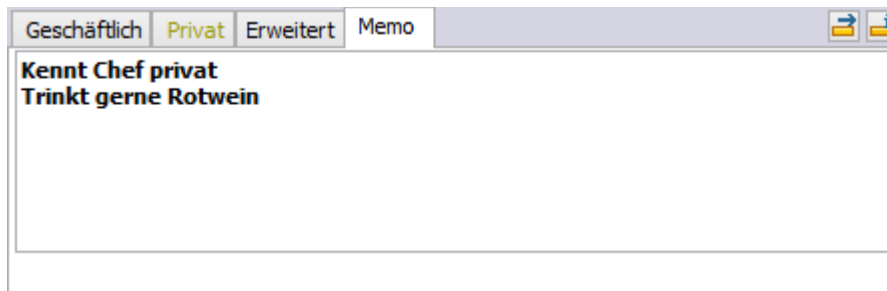 Geschäftlich Privat Erweitert Memo
Kennt Chef privat
Trinkt gerne Rotwein